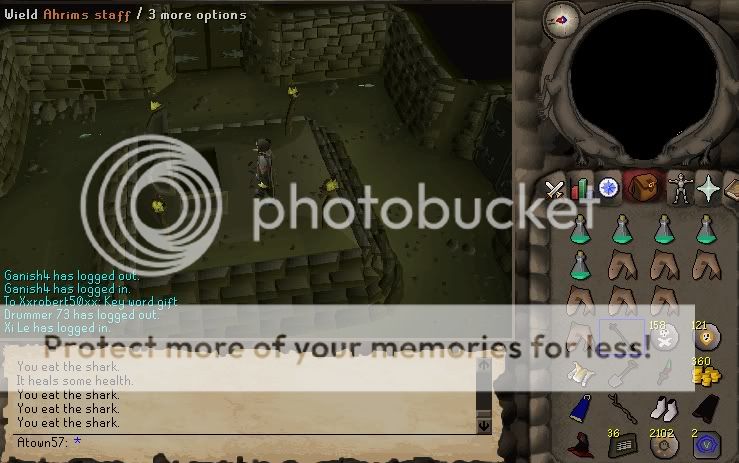 Wield Ahrims staff / 3 more options
photobucket
Ganish4 has logged out.
Ganish4 has logged in.
To Xxrobert50xx: Key word gift
Drummer 73 has logged out.
Xi Le has logged in.
158
121
Protect more of your memories for less!
360
You eat the shark.
It heals some health.
You eat the shark.
You eat the shark.
You eat the shark.
Atown57: *
36
2102
2